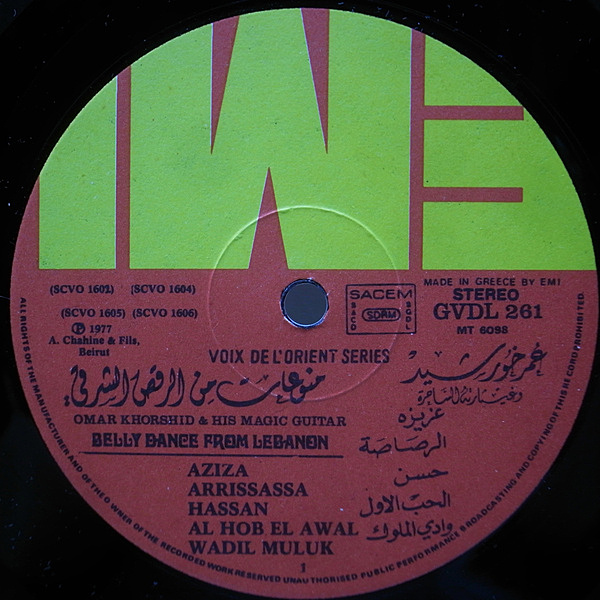 (SCVO 1602) (SCVO 1604)
(SCVO 1605) (SCVO 1606)
Ⓟ 1977
A. Chahine & Fils,
Beirut
SACEM
SACD
SDRM
SGDL
MADE IN GREECE BY EMI
STEREO
GVDL 261
MT 6098
VOIX DE L'ORIENT SERIES
عمر خورشيد
وغيتاره الساحرة
منوعات من الرقص الشرقي
OMAR KHORSHID & HIS MAGIC GUITAR
BELLY DANCE FROM LEBANON
AZIZA
عزيزه
ARRISSASSA
الرصاصة
HASSAN
حسن
AL HOB EL AWAL
الحب الاول
WADIL MULUK
وادي الملوك
1
ALL RIGHTS OF THE MANUFACTURER AND OF THE OWNER OF THE RECORDED WORK RESERVED UNAUTHORISED PUBLIC PERFORMANCE BROADCASTING AND COPYING OF THIS RECORD PROHIBITED.